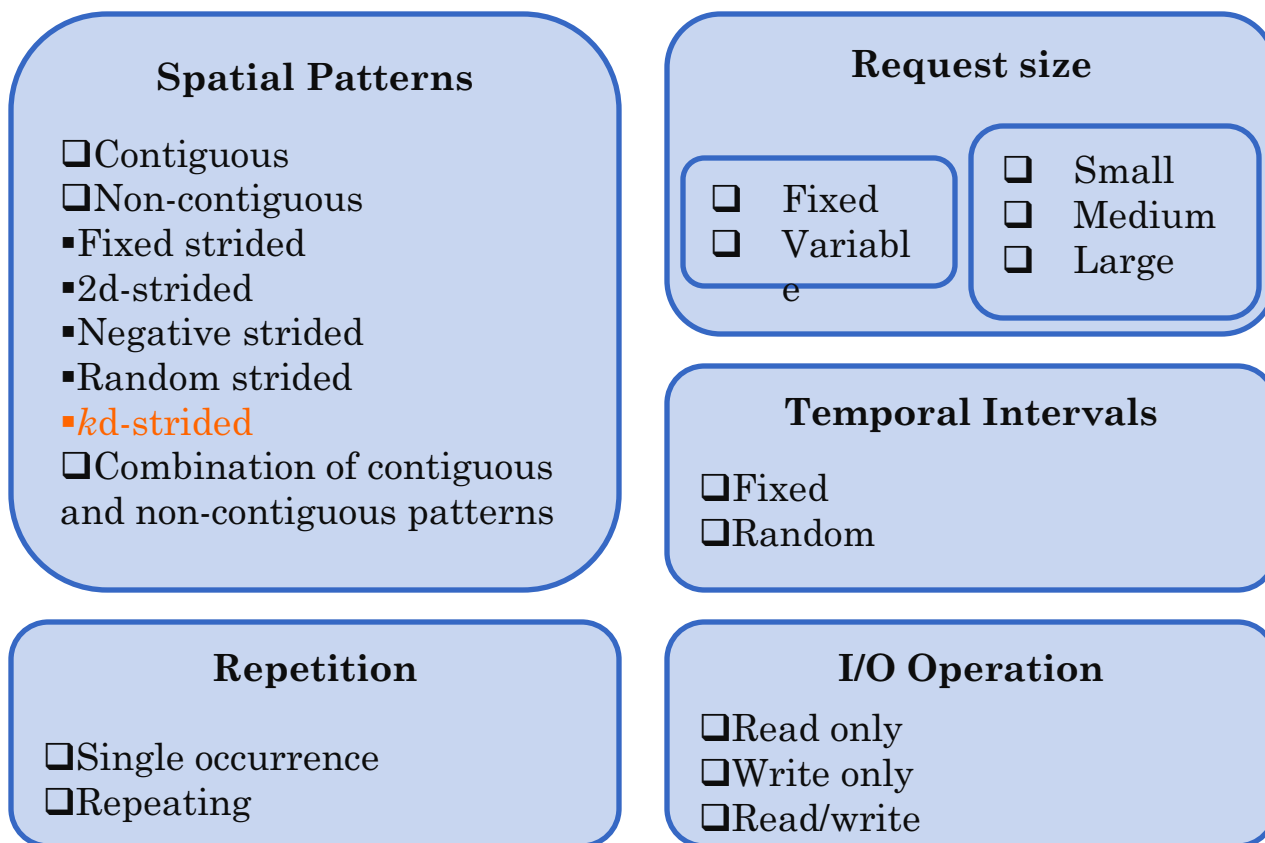 Spatial Patterns
❑Contiguous
❑Non-contiguous
▪Fixed strided
▪2d-strided
▪Negative strided
▪Random strided
▪kd-strided
❑Combination of contiguous
and non-contiguous patterns
Request size
❑ Fixed
❑ Variabl
e
❑ Small
❑ Medium
❑ Large
Temporal Intervals
❑Fixed
❑Random
Repetition
❑Single occurrence
❑Repeating
I/O Operation
❑Read only
❑Write only
❑Read/write